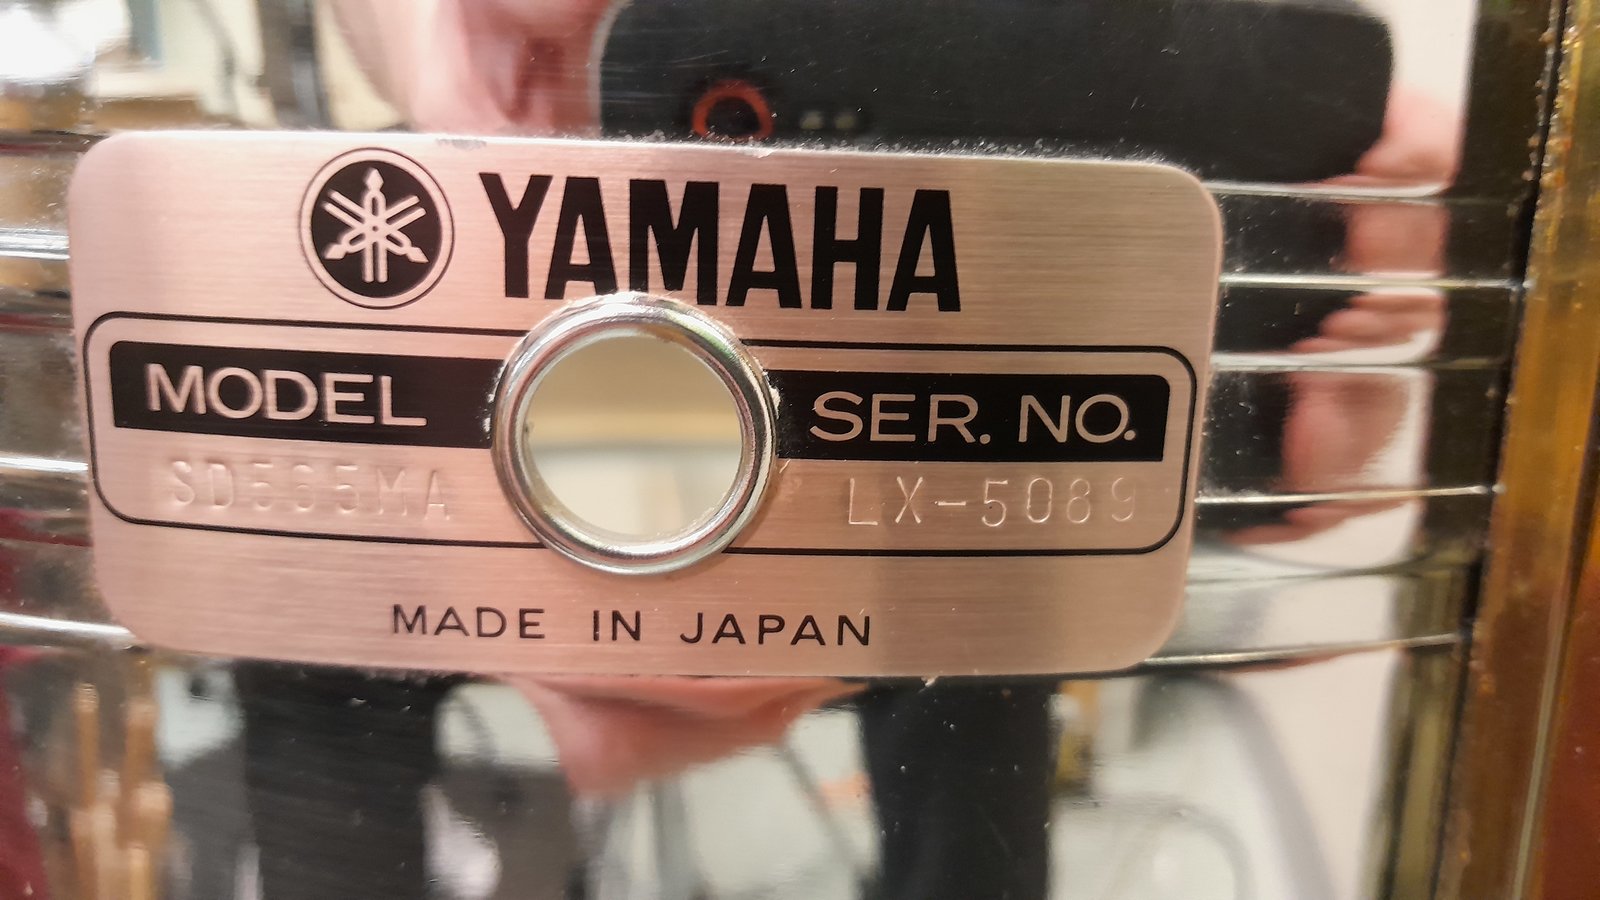 YAMAHA
MODEL SER. NO.
SD565MA LX-5089
MADE IN JAPAN